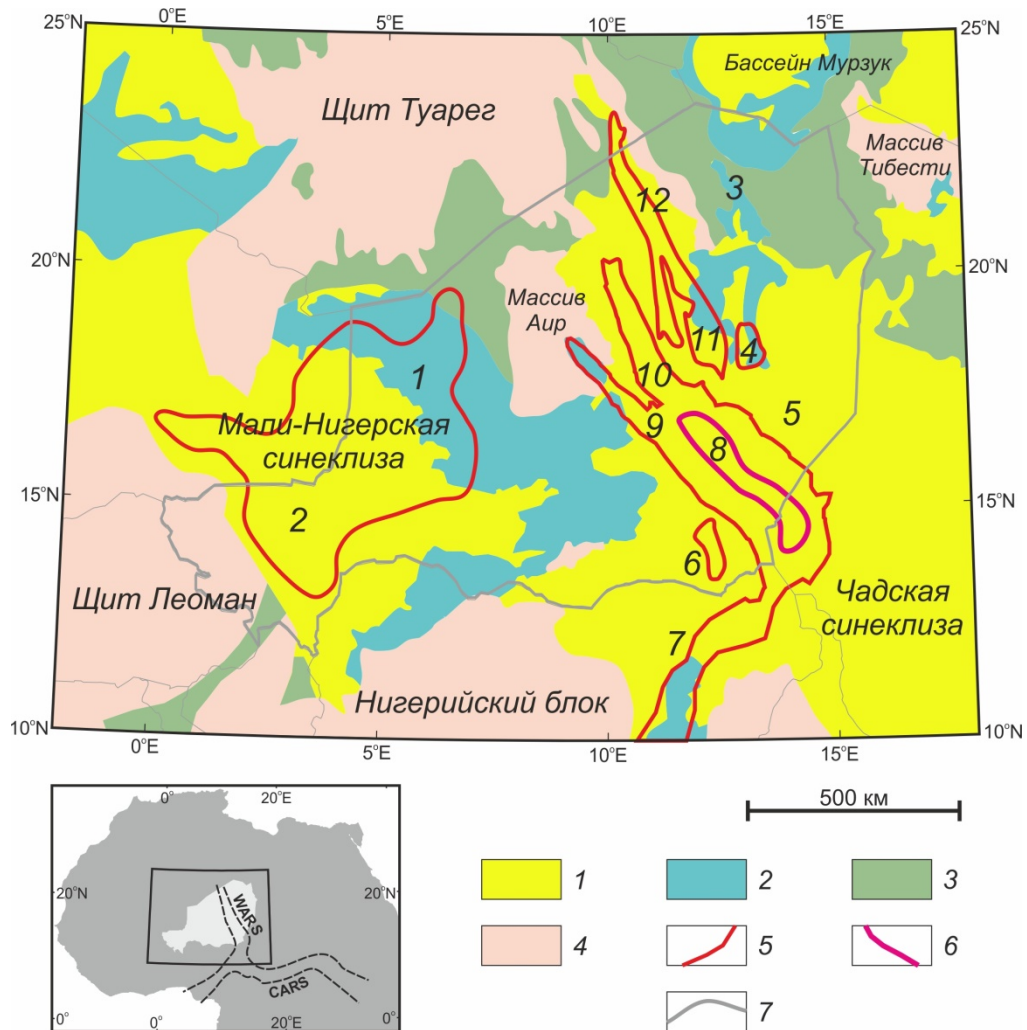 25°N
0°E
5°E
10°E
15°E
25°N
Бассейн Мурзук
Щит Туарег
Массив
Тибести
12
3
20°N
20°N
Массив
Аир
11
4
1
10
5
9
Мали-Нигерская
синеклиза
8
15°N
15°N
2
6
Щит Леоман
Чадская
синеклиза
7
Нигерийский блок
10°N
10°N
0°E
5°E
10°E
15°E
0°
20°E
500 км
20°N
20°N
WARS
CARS
0°
0°
0°
20°E
1
2
3
4
5
6
7